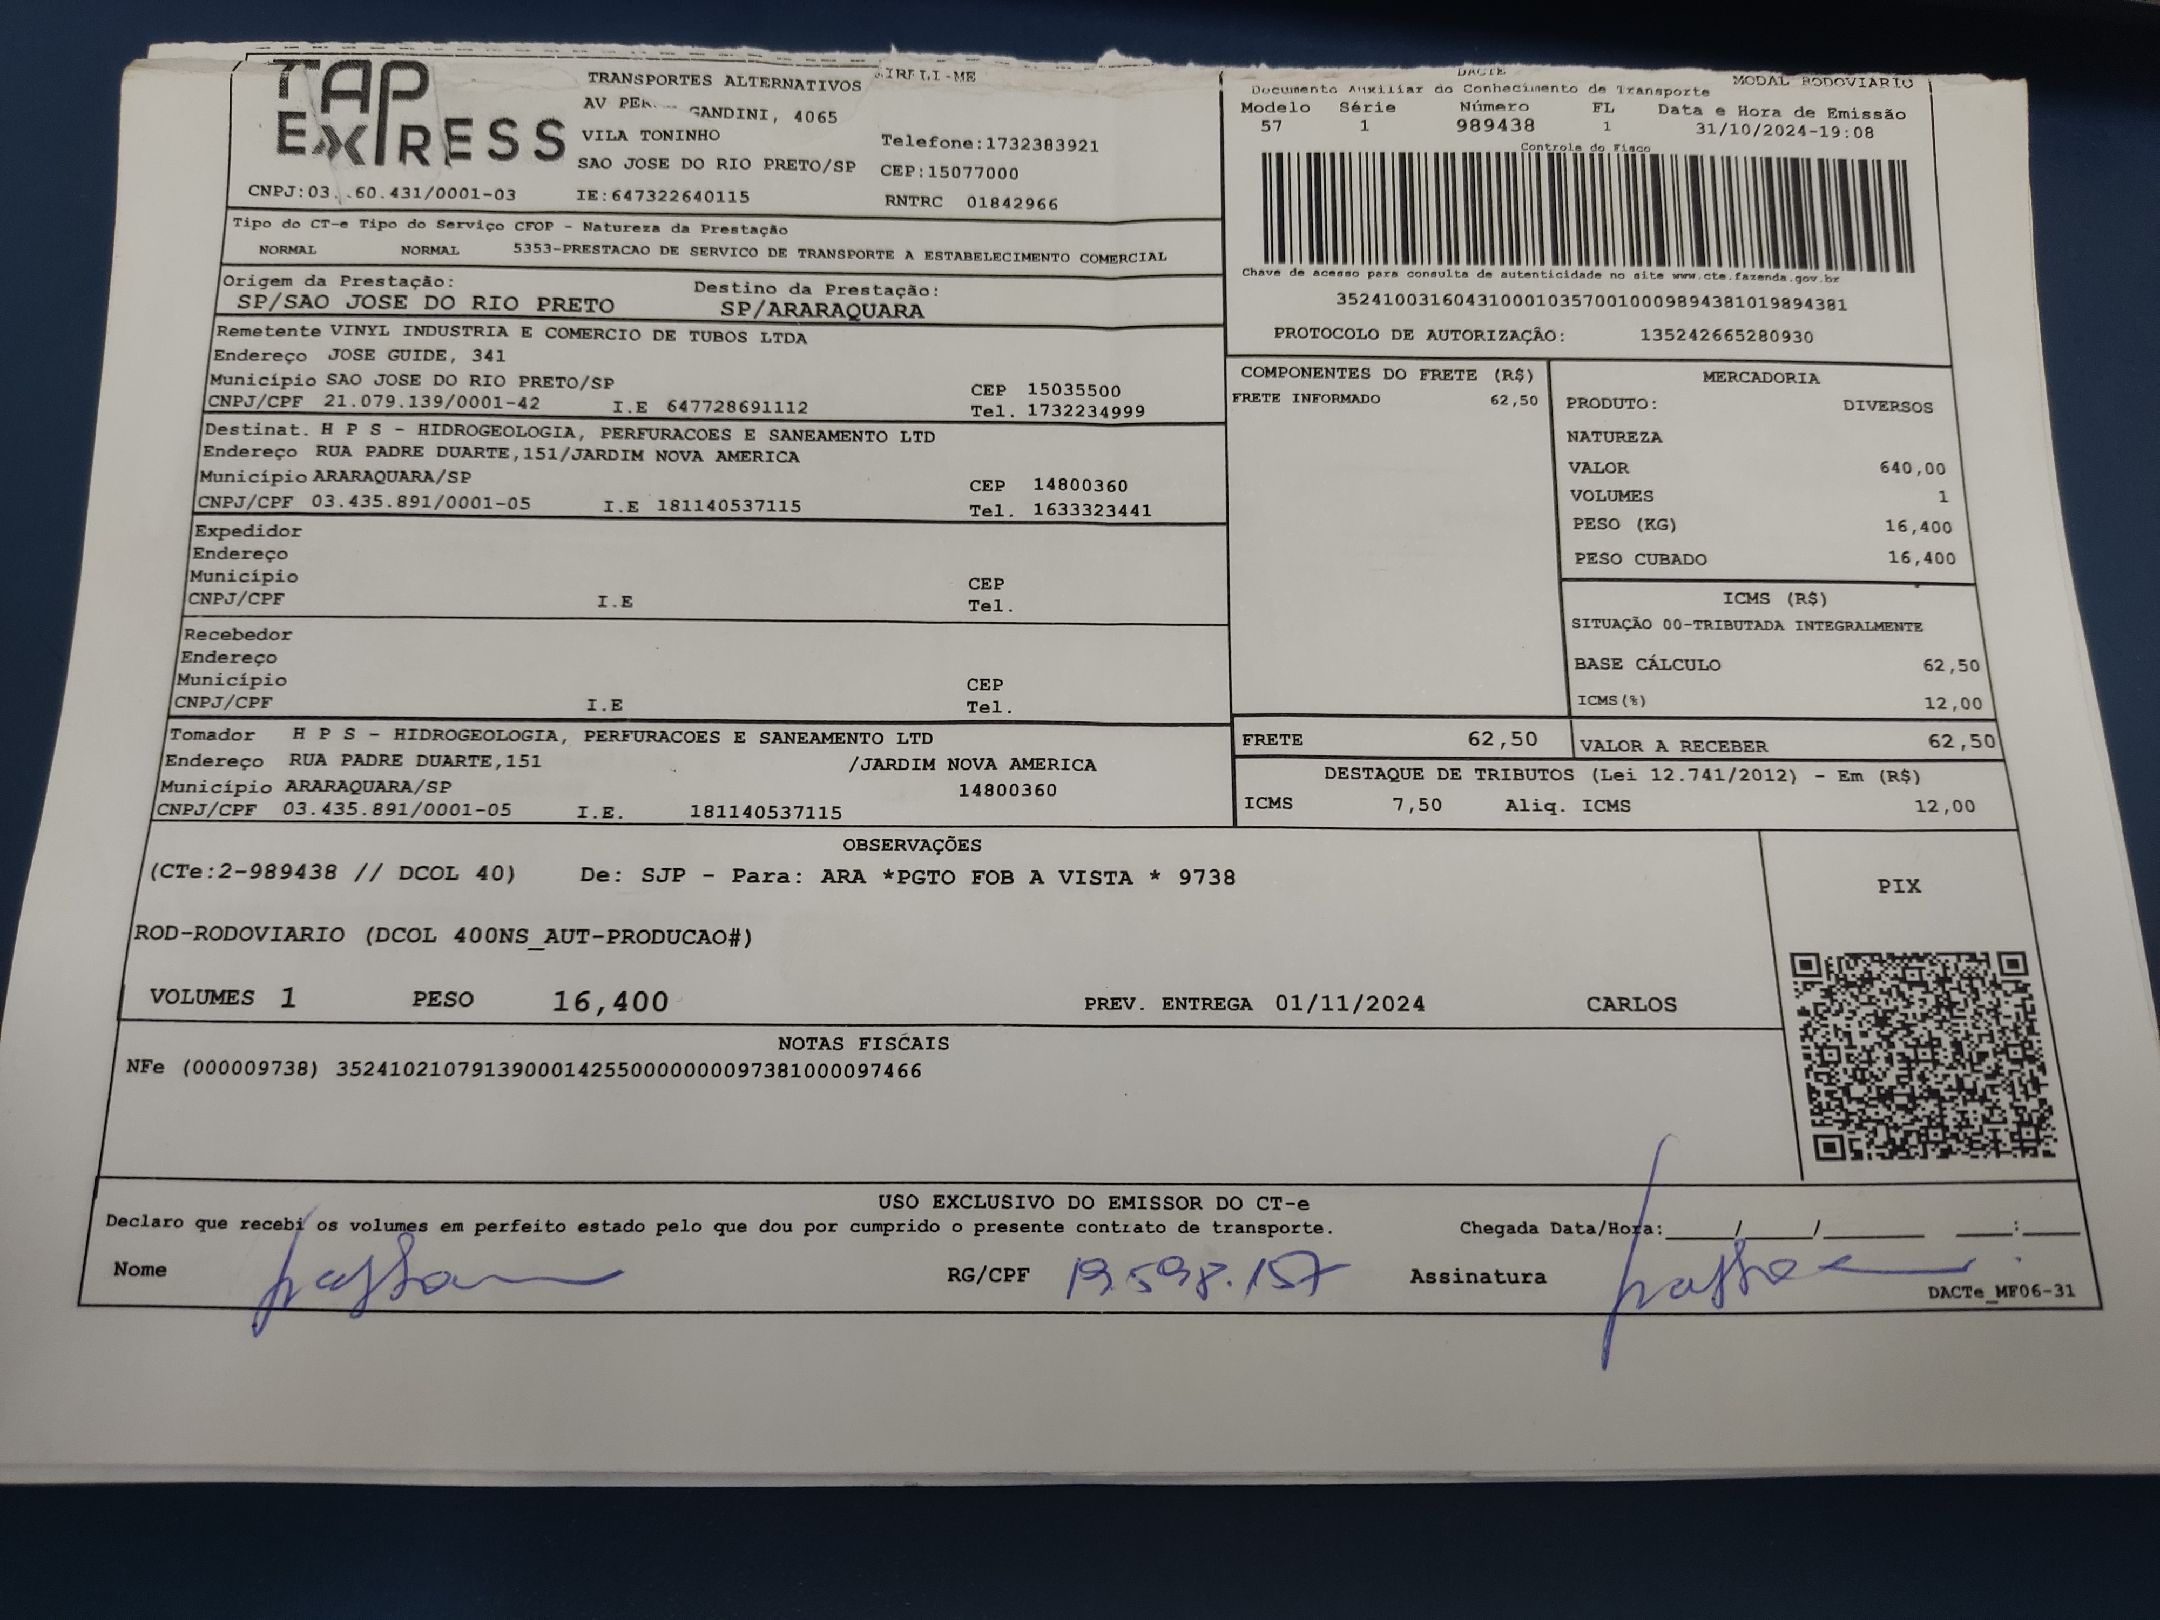 TAP
EXPRESS
TRANSPORTES ALTERNATIVOS EIRELI-ME
GANDINI, 4065
VILA TONINHO
Telefone:1732383921
SAO JOSE DO RIO PRETO/SP CEP:15077000
CNPJ:03. 60.431/0001-03 IE:647322640115 RNTRC 01842966
DACTE MODAL RODOVIARIO
Documento Auxiliar do Conhecimento de Transporte
Modelo Série Número FL Data e Hora de Emissão
57 1 989438 1 31/10/2024-19:08
Controle do Fisco
Chave de acesso para consulta de autenticidade no site www.cte.fazenda.gov.br
35241003160431000103570010009894381019894381
PROTOCOLO DE AUTORIZAÇÃO: 135242665280930
Tipo do CT-e Tipo do Serviço CFOP - Natureza da Prestação
NORMAL NORMAL 5353-PRESTACAO DE SERVICO DE TRANSPORTE A ESTABELECIMENTO COMERCIAL
Origem da Prestação: Destino da Prestação:
SP/SAO JOSE DO RIO PRETO SP/ARARAQUARA
Remetente VINYL INDUSTRIA E COMERCIO DE TUBOS LTDA
Endereço JOSE GUIDE, 341
Município SAO JOSE DO RIO PRETO/SP CEP 15035500
CNPJ/CPF 21.079.139/0001-42 I.E 647728691112 Tel. 1732234999
Destinat. H P S - HIDROGEOLOGIA, PERFURACOES E SANEAMENTO LTD
Endereço RUA PADRE DUARTE,151/JARDIM NOVA AMERICA
Município ARARAQUARA/SP CEP 14800360
CNPJ/CPF 03.435.891/0001-05 I.E 181140537115 Tel. 1633323441
Expedidor
Endereço
Município CEP
CNPJ/CPF I.E Tel.
Recebedor
Endereço
Município CEP
CNPJ/CPF I.E Tel.
Tomador H P S - HIDROGEOLOGIA, PERFURACOES E SANEAMENTO LTD
Endereço RUA PADRE DUARTE,151 /JARDIM NOVA AMERICA
Município ARARAQUARA/SP 14800360
CNPJ/CPF 03.435.891/0001-05 I.E. 181140537115
COMPONENTES DO FRETE (R$)
FRETE INFORMADO 62,50
MERCADORIA
PRODUTO: DIVERSOS
NATUREZA
VALOR 640,00
VOLUMES 1
PESO (KG) 16,400
PESO CUBADO 16,400
ICMS (R$)
SITUAÇÃO 00-TRIBUTADA INTEGRALMENTE
BASE CÁLCULO 62,50
ICMS(%) 12,00
FRETE 62,50 VALOR A RECEBER 62,50
DESTAQUE DE TRIBUTOS (Lei 12.741/2012) - Em (R$)
ICMS 7,50 Aliq. ICMS 12,00
OBSERVAÇÕES
(CTe:2-989438 // DCOL 40) De: SJP - Para: ARA *PGTO FOB A VISTA * 9738
ROD-RODOVIARIO (DCOL 400NS_AUT-PRODUCAO#)
VOLUMES 1 PESO 16,400 PREV. ENTREGA 01/11/2024 CARLOS
PIX
NOTAS FISCAIS
NFe (000009738) 35241021079139000142550000000097381000097466
USO EXCLUSIVO DO EMISSOR DO CT-e
Declaro que recebi os volumes em perfeito estado pelo que dou por cumprido o presente contrato de transporte. Chegada Data/Hora:____/____/______ ___:___
Nome RG/CPF 19.598.157 Assinatura
DACTe_MF06-31